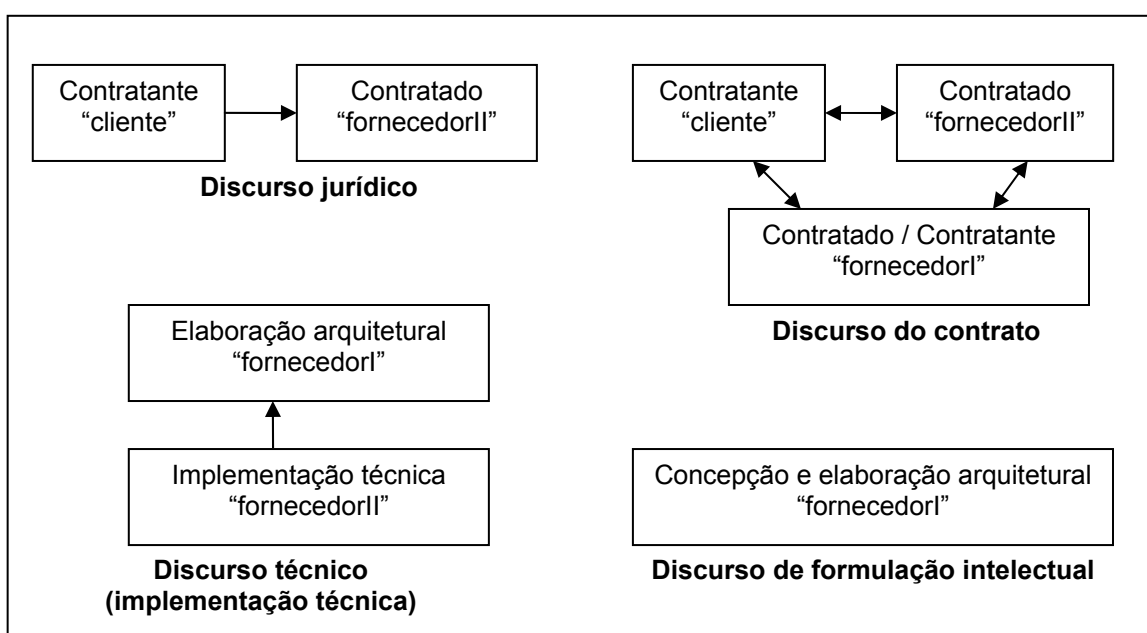 Contratante
“cliente”
Contratado
“fornecedorII”
Discurso jurídico
Contratante
“cliente”
Contratado
“fornecedorII”
Contratado / Contratante
“fornecedorI”
Discurso do contrato
Elaboração arquitetural
“fornecedorI”
Implementação técnica
“fornecedorII”
Discurso técnico
(implementação técnica)
Concepção e elaboração arquitetural
“fornecedorI”
Discurso de formulação intelectual